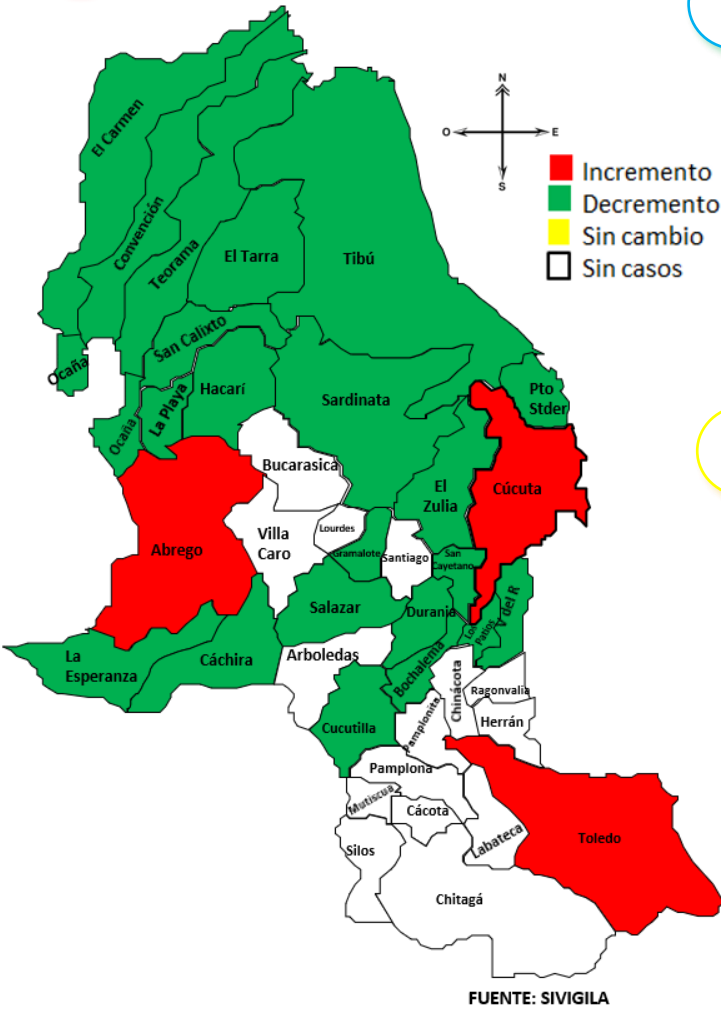 N
O
E
S
Incremento
Decremento
Sin cambio
Sin casos
El Carmen
Convención
Teorama
El Tarra
Tibú
San Calixto
Ocaña
Hacarí
La Playa
Ocaña
Sardinata
Pto
Stder
Bucarasica
El
Zulia
Cúcuta
Abrego
Villa
Caro
Lourdes
Gramalote
Santiago
San
Cayetano
Salazar
Durania
Los
Patios
V del R
La
Esperanza
Cáchira
Arboledas
Bochalema
Chinácota
Ragonvalia
Herrán
Cucutilla
Pamplonita
Pamplona
Mutiscua
Cácota
Labateca
Toledo
Silos
Chitagá
FUENTE: SIVIGILA